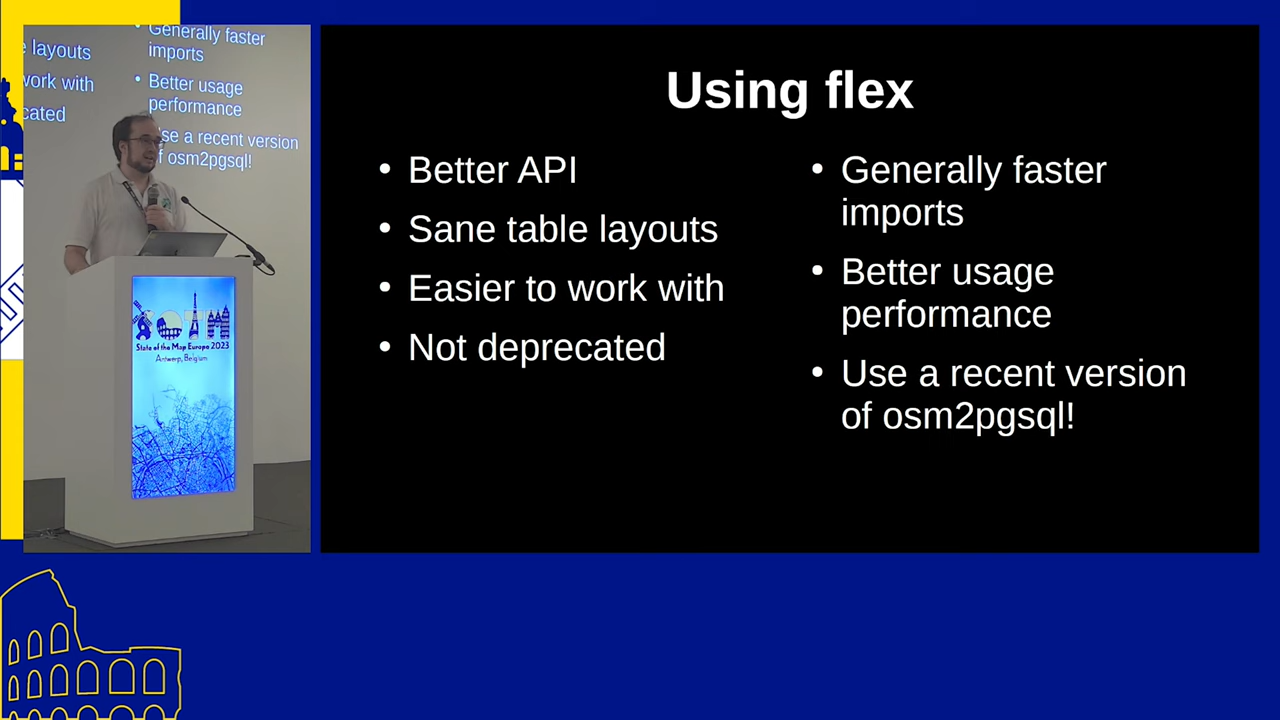 Generally faster
imports
e layouts
work with
Better usage
performance
cated
se a recent version
f osm2pgsql!
SOTM
State of the Map Europe 2023
Antwerp, Belgium
Using flex
• Better API
• Sane table layouts
• Easier to work with
• Not deprecated
• Generally faster
imports
• Better usage
performance
• Use a recent version
of osm2pgsql!